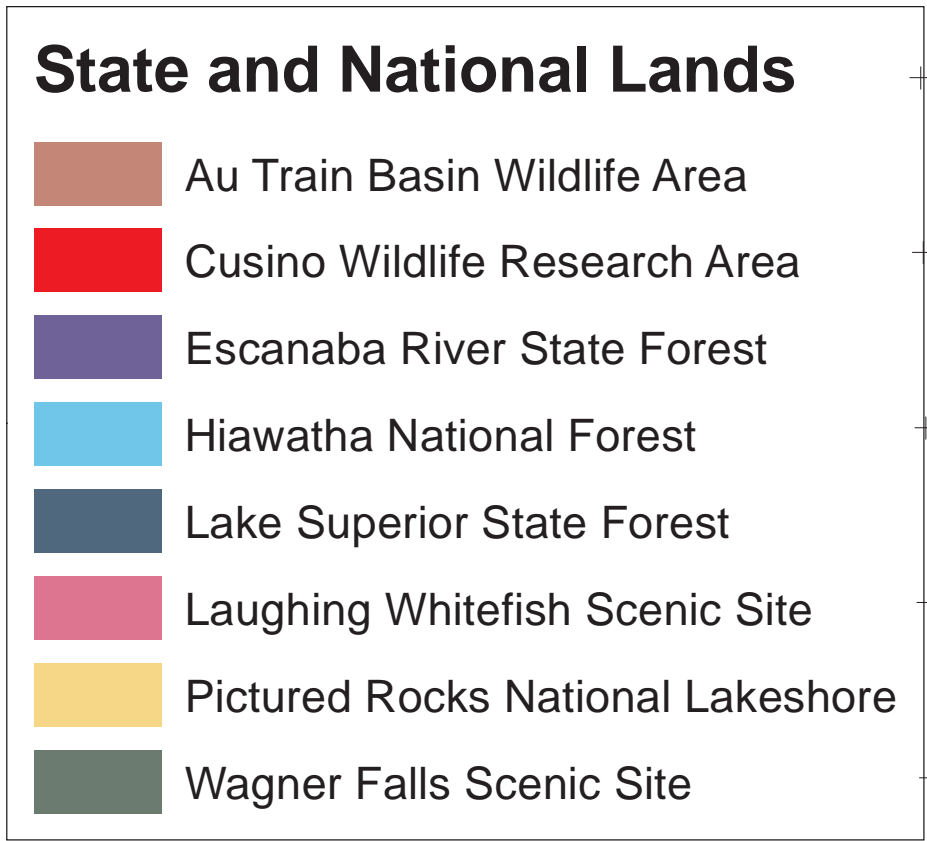 State and National Lands
Au Train Basin Wildlife Area
Cusino Wildlife Research Area
Escanaba River State Forest
Hiawatha National Forest
Lake Superior State Forest
Laughing Whitefish Scenic Site
Pictured Rocks National Lakeshore
Wagner Falls Scenic Site